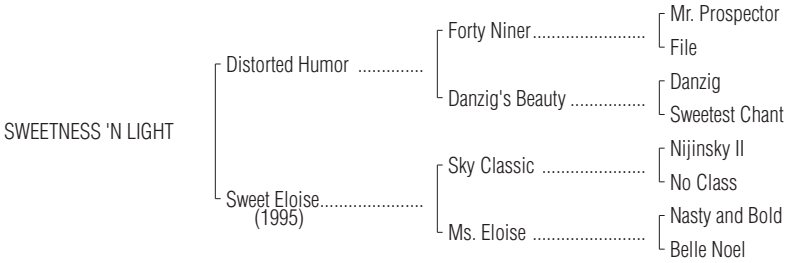 Mr. Prospector
Forty Niner.......................
File
Distorted Humor ..............
Danzig
Danzig's Beauty ................
Sweetest Chant
SWEETNESS 'N LIGHT
Nijinsky II
Sky Classic ......................
No Class
Sweet Eloise......................
(1995)
Nasty and Bold
Ms. Eloise ........................
Belle Noel